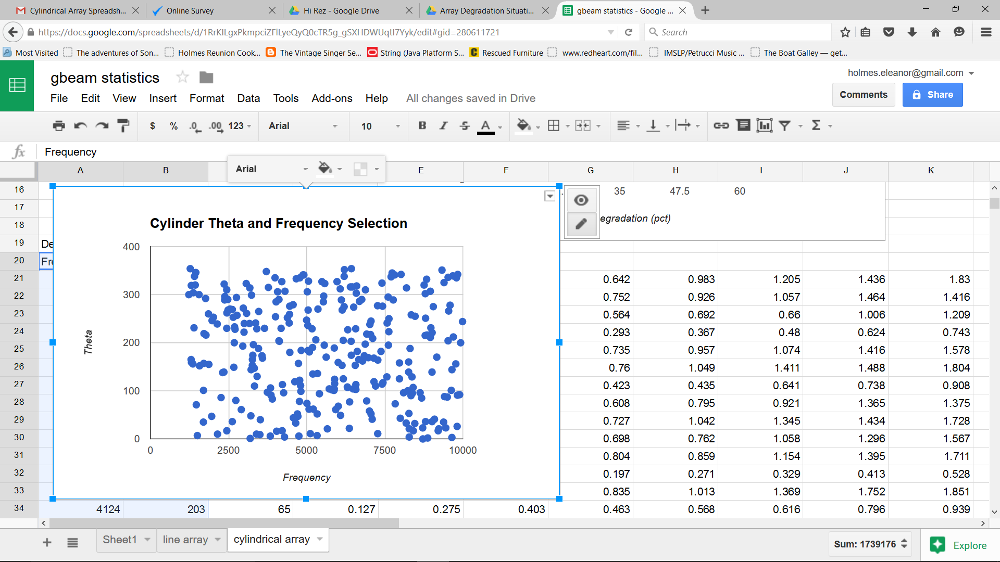 Cylindrical Array Spreadsh... Online Survey Hi Rez - Google Drive Array Degradation Situati... gbeam statistics - Google ...
https://docs.google.com/spreadsheets/d/1RrKILgxPkmpciZFlLyeQyQ0cTR5g_gSXHDWUqtI7Yyk/edit#gid=280611721 Search
Most Visited The adventures of Son... Holmes Reunion Cook... The Vintage Singer Se... String (Java Platform S... Rescued Furniture www.redheart.com/fil... IMSLP/Petrucci Music ... The Boat Galley — get...
gbeam statistics holmes.eleanor@gmail.com
File Edit View Insert Format Data Tools Add-ons Help All changes saved in Drive Comments Share
$ % .0 .00 123 Arial 10 B I S A Σ
fx Frequency
Arial
A B E F G H I J K
16 35 47.5 60
17
egradation (pct)
18 Cylinder Theta and Frequency Selection
19 De
20 Fre
400
300
200
100
0
0 2500 5000 7500 10000
Theta
Frequency
21 0.642 0.983 1.205 1.436 1.83
22 0.752 0.926 1.057 1.464 1.416
23 0.564 0.692 0.66 1.006 1.209
24 0.293 0.367 0.48 0.624 0.743
25 0.735 0.957 1.074 1.416 1.578
26 0.76 1.049 1.411 1.488 1.804
27 0.423 0.435 0.641 0.738 0.908
28 0.608 0.795 0.921 1.365 1.375
29 0.727 1.042 1.345 1.434 1.728
30 0.698 0.762 1.058 1.296 1.567
31 0.804 0.859 1.154 1.395 1.711
32 0.197 0.271 0.329 0.413 0.528
33 0.835 1.013 1.369 1.752 1.851
34 4124 203 65 0.127 0.275 0.403 0.463 0.568 0.616 0.796 0.939
Sheet1 line array cylindrical array Sum: 1739176 Explore